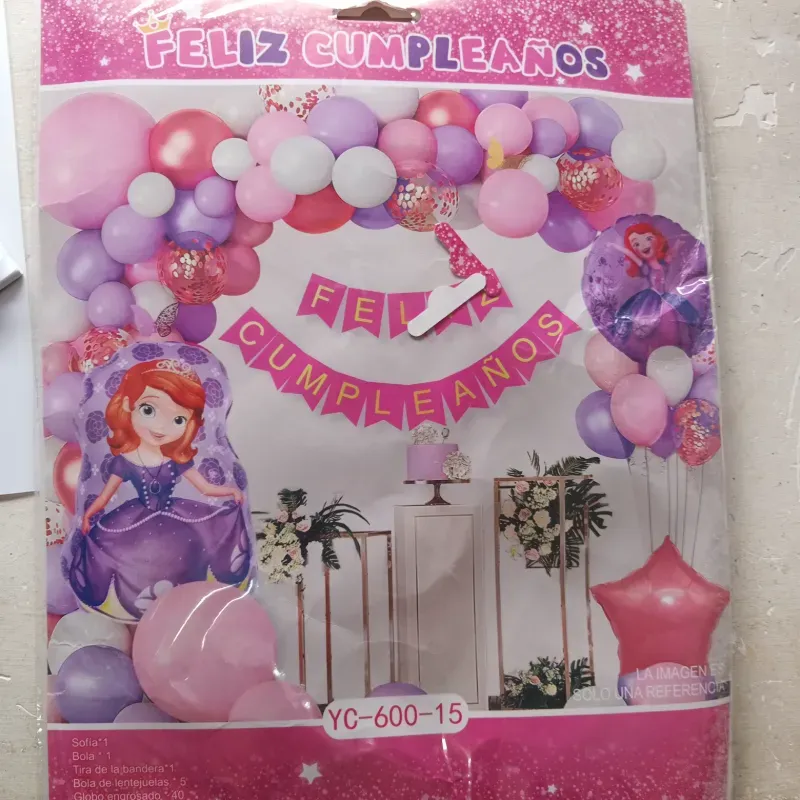 FELIZ CUMPLEAÑOS
FELIZ
CUMPLEAÑOS
LA IMAGEN ES
SOLO UNA REFERENCIA
YC-600-15
Sofia*1
Bola * 1
Tira de la bandera*1
Bola de lentejuelas * 5
Globo engrosado * 40